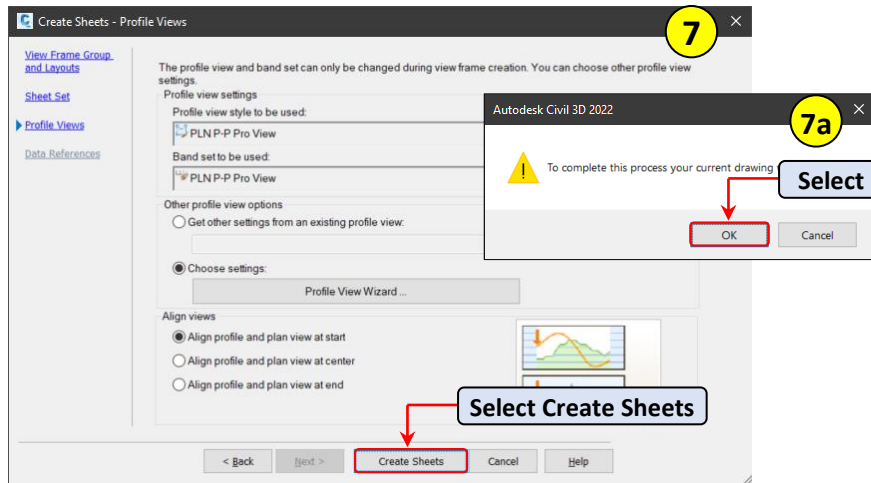 Create Sheets - Profile Views
7
View Frame Group
and Layouts
Sheet Set
Profile Views
Data References
The profile view and band set can only be changed during view frame creation. You can choose other profile view
settings.
Profile view settings
Profile view style to be used:
PLN P-P Pro View
Band set to be used:
PLN P-P Pro View
Other profile view options
Get other settings from an existing profile view:
Choose settings:
Profile View Wizard ...
Align views
Align profile and plan view at start
Align profile and plan view at center
Align profile and plan view at end
Select Create Sheets
< Back
Next >
Create Sheets
Cancel
Help
Autodesk Civil 3D 2022
7a
To complete this process your current drawing
Select
OK
Cancel